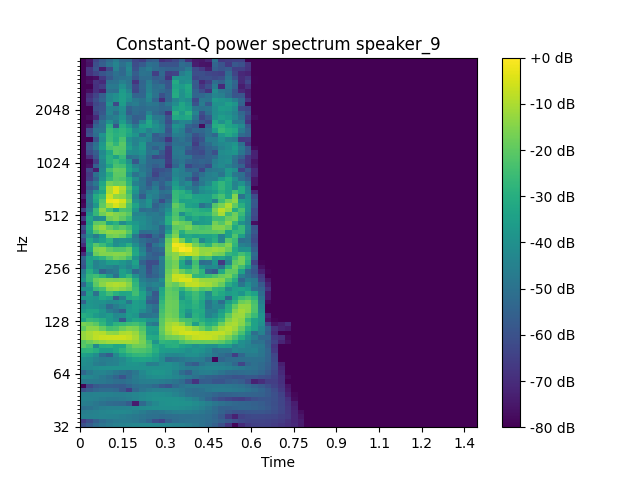 Constant-Q power spectrum speaker_9
Hz
2048
1024
512
256
128
64
32
0 0.15 0.3 0.45 0.6 0.75 0.9 1.1 1.2 1.4
Time
+0 dB
-10 dB
-20 dB
-30 dB
-40 dB
-50 dB
-60 dB
-70 dB
-80 dB